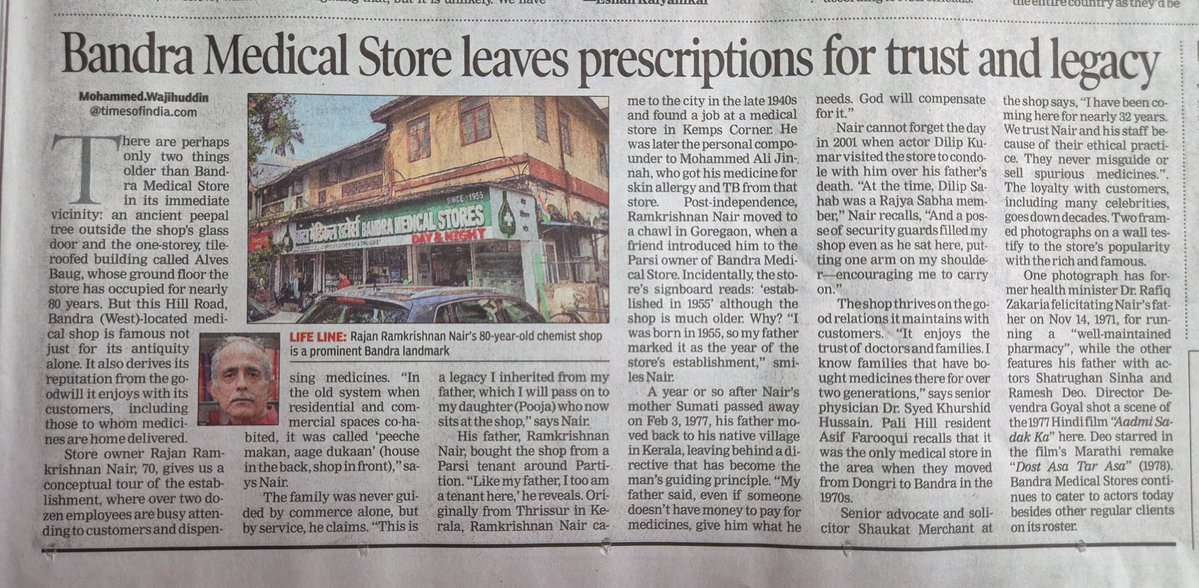 Bandra Medical Store leaves prescriptions for trust and legacy
Mohammed.Wajihuddin
@timesofindia.com
There are perhaps
only two things
older than Band-
ra Medical Store
in its immediate
vicinity: an ancient peepal
tree outside the shop's glass
door and the one-storey, tile-
roofed building called Alves
Baug, whose ground floor the
store has occupied for nearly
80 years. But this Hill Road,
Bandra (West)-located medi-
cal shop is famous not
just for its antiquity
alone. It also derives its
reputation from the go-
odwill it enjoys with its
customers, including
those to whom medici-
nes are home delivered.
Store owner Rajan Ram-
krishnan Nair, 70, gives us a
conceptual tour of the estab-
lishment, where over two do-
zen employees are busy atten-
ding to customers and dispen-
SINCE-1955
BANDRA MEDICAL STORES
DAY & NIGHT
LIFE LINE: Rajan Ramkrishnan Nair's 80-year-old chemist shop
is a prominent Bandra landmark
sing medicines. "In
the old system when
residential and com-
mercial spaces co-ha-
bited, it was called 'peeche
makan, aage dukaan' (house
in the back, shop in front)," sa-
ys Nair.
The family was never gui-
ded by commerce alone, but
by service, he claims. "This is
a legacy I inherited from my
father, which I will pass on to
my daughter (Pooja) who now
sits at the shop," says Nair.
His father, Ramkrishnan
Nair, bought the shop from a
Parsi tenant around Parti-
tion. "Like my father, I too am
a tenant here,' he reveals. Ori-
ginally from Thrissur in Ke-
rala, Ramkrishnan Nair ca-
me to the city in the late 1940s
and found a job at a medical
store in Kemps Corner. He
was later the personal compo-
under to Mohammed Ali Jin-
nah, who got his medicine for
skin allergy and TB from that
store. Post-independence,
Ramkrishnan Nair moved to
a chawl in Goregaon, when a
friend introduced him to the
Parsi owner of Bandra Medi-
cal Store. Incidentally, the sto-
re's signboard reads: 'estab-
lished in 1955' although the
shop is much older. Why? "I
was born in 1955, so my father
marked it as the year of the
store's establishment," smi-
les Nair.
A year or so after Nair's
mother Sumati passed away
on Feb 3, 1977, his father mo-
ved back to his native village
in Kerala, leaving behind a di-
rective that has become the
man's guiding principle. "My
father said, even if someone
doesn't have money to pay for
medicines, give him what he
needs. God will compensate
for it."
Nair cannot forget the day
in 2001 when actor Dilip Ku-
mar visited the store to condo-
le with him over his father's
death. "At the time, Dilip Sa-
hab was a Rajya Sabha mem-
ber," Nair recalls, "And a pos-
se of security guards filled my
shop even as he sat here, put-
ting one arm on my shoulde-
r—encouraging me to carry
on."
The shop thrives on the go-
od relations it maintains with
customers. "It enjoys the
trust of doctors and families. I
know families that have bo-
ught medicines there for over
two generations," says senior
physician Dr. Syed Khurshid
Hussain. Pali Hill resident
Asif Farooqui recalls that it
was the only medical store in
the area when they moved
from Dongri to Bandra in the
1970s.
Senior advocate and soli-
citor Shaukat Merchant at
the shop says, "I have been co-
ming here for nearly 32 years.
We trust Nair and his staff be-
cause of their ethical practi-
ce. They never misguide or
sell spurious medicines.".
The loyalty with customers,
including many celebrities,
goes down decades. Two fram-
ed photographs on a wall tes-
tify to the store's popularity
with the rich and famous.
One photograph has for-
mer health minister Dr. Rafiq
Zakaria felicitating Nair's fat-
her on Nov 14, 1971, for run-
ning a "well-maintained
pharmacy", while the other
features his father with ac-
tors Shatrughan Sinha and
Ramesh Deo. Director De-
vendra Goyal shot a scene of
the 1977 Hindi film "Aadmi Sa-
dak Ka" here. Deo starred in
the film's Marathi remake
"Dost Asa Tar Asa" (1978).
Bandra Medical Stores conti-
nues to cater to actors today
besides other regular clients
on its roster.